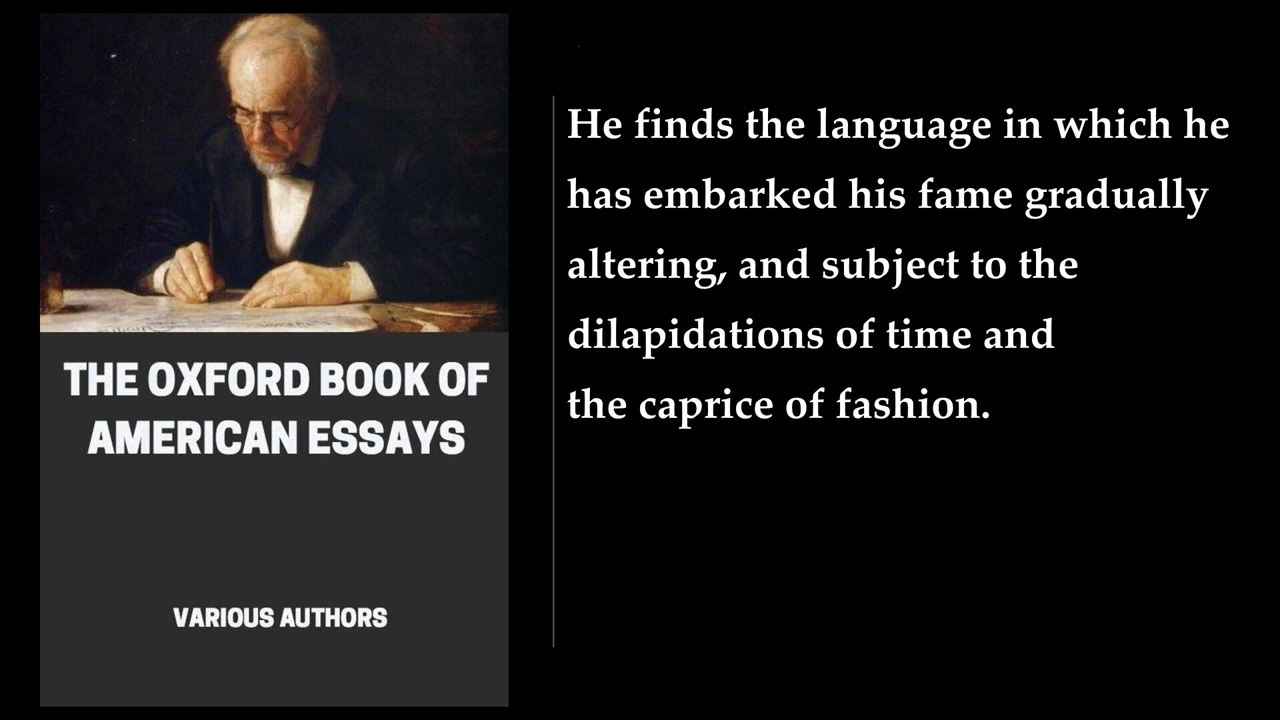 THE OXFORD BOOK OF
AMERICAN ESSAYS
VARIOUS AUTHORS
He finds the language in which he
has embarked his fame gradually
altering, and subject to the
dilapidations of time and
the caprice of fashion.